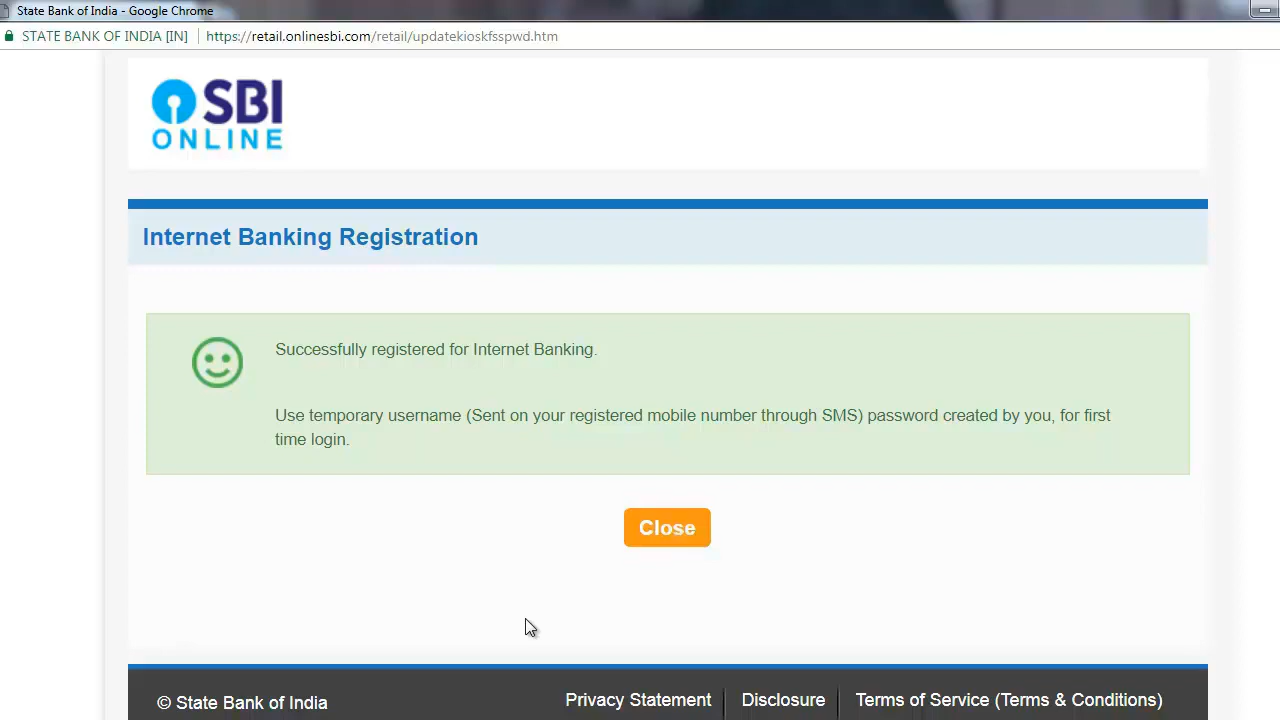 State Bank of India - Google Chrome
STATE BANK OF INDIA [IN] https://retail.onlinesbi.com/retail/updatekioskfsspwd.htm
SBI
ONLINE
Internet Banking Registration
Successfully registered for Internet Banking.
Use temporary username (Sent on your registered mobile number through SMS) password created by you, for first
time login.
Close
© State Bank of India Privacy Statement Disclosure Terms of Service (Terms & Conditions)